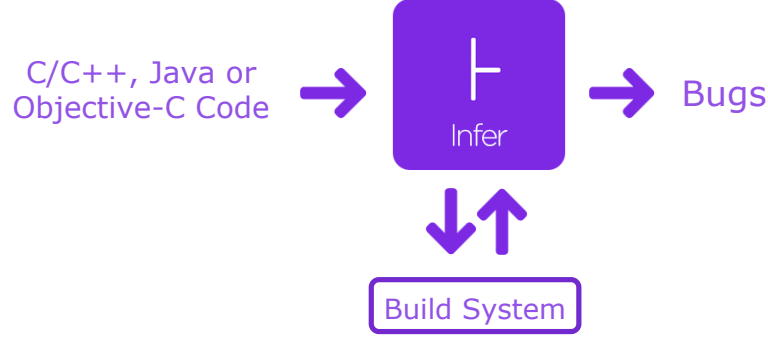 C/C++, Java or
Objective-C Code
Infer
Bugs
Build System